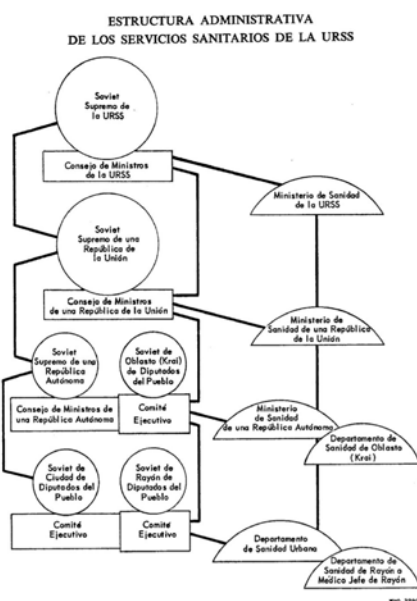 ESTRUCTURA ADMINISTRATIVA
DE LOS SERVICIOS SANITARIOS DE LA URSS
Soviet
Supremo de
la URSS
Consejo de Ministros
de la URSS
Ministerio de Sanidad
de la URSS
Soviet
Supremo de una
República de
la Unión
Consejo de Ministros
de una República de la Unión
Ministerio de
Sanidad de una República
de la Unión
Soviet
Supremo de una
República
Autónoma
Soviet de
Oblasto (Krai)
de Diputados
del Pueblo
Consejo de Ministros de
una República Autónoma
Comité
Ejecutivo
Ministerio
de Sanidad
de una República Autónoma
Departamento de
Sanidad de Oblasto
(Krai)
Soviet de
Ciudad de
Diputados del
Pueblo
Soviet de
Rayón de
Diputados del
Pueblo
Comité
Ejecutivo
Comité
Ejecutivo
Departamento
de Sanidad Urbana
Departamento de
Sanidad de Rayón o
Médico Jefe de Rayón